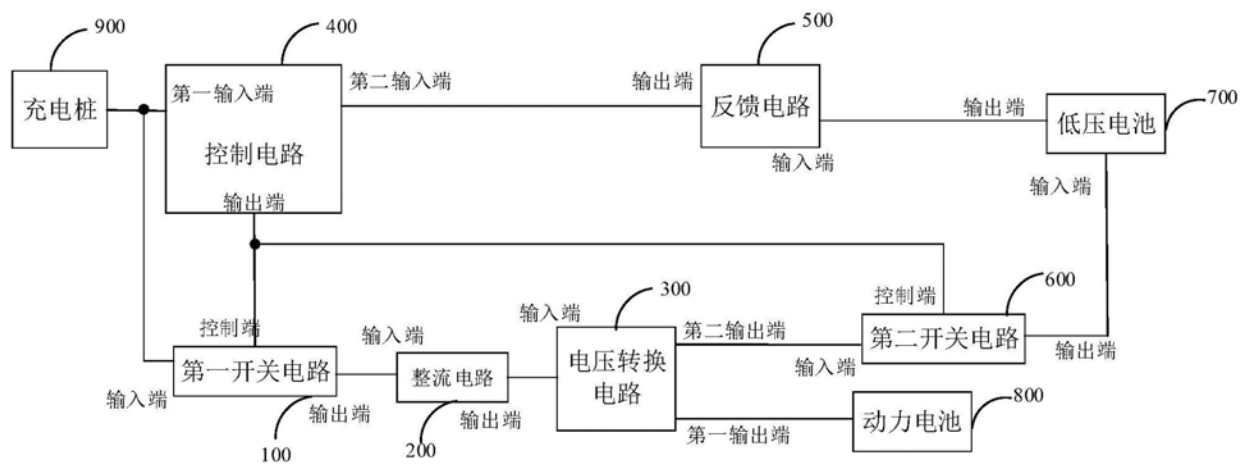 900
400
500
700
充电桩
第一输入端
控制电路
输出端
第二输入端
输出端
反馈电路
输入端
输出端
低压电池
输入端
控制端
输入端
第一开关电路
输出端
100
输入端
整流电路
输出端
200
输入端
300
电压转换
电路
第二输出端
第一输出端
控制端
600
输入端
第二开关电路
输出端
动力电池
800